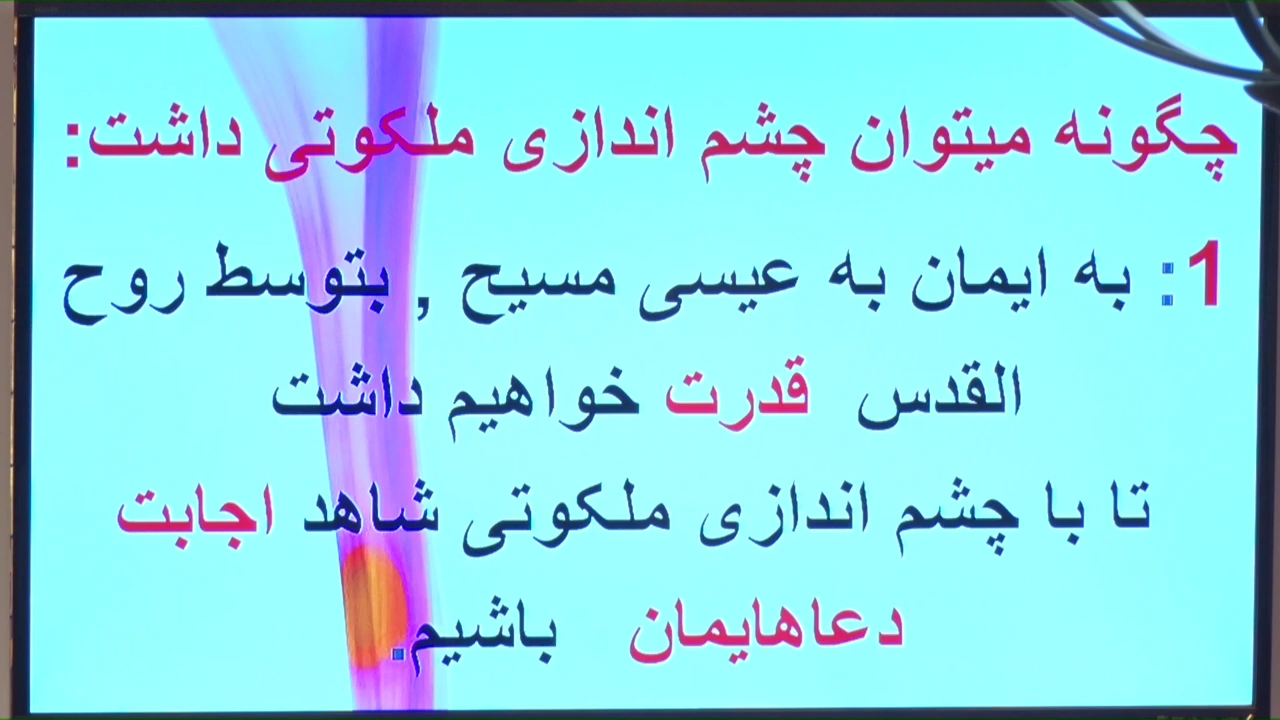 چگونه میتوان چشم اندازی ملکوتی داشت:
1: به ایمان به عیسی مسیح , بتوسط روح
القدس قدرت خواهیم داشت
تا با چشم اندازی ملکوتی شاهد اجابت
دعاهایمان باشیم.